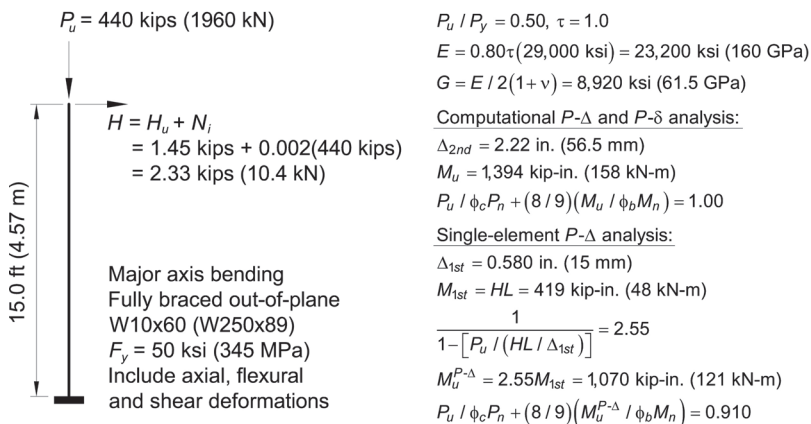 P_u = 440 kips (1960 kN)
H = H_u + N_i
= 1.45 kips + 0.002(440 kips)
= 2.33 kips (10.4 kN)
15.0 ft (4.57 m)
Major axis bending
Fully braced out-of-plane
W10x60 (W250x89)
F_y = 50 ksi (345 MPa)
Include axial, flexural
and shear deformations
P_u / P_y = 0.50, τ = 1.0
E = 0.80τ(29,000 ksi) = 23,200 ksi (160 GPa)
G = E / 2(1+ ν) = 8,920 ksi (61.5 GPa)
Computational P-Δ and P-δ analysis:
Δ_2nd = 2.22 in. (56.5 mm)
M_u = 1,394 kip-in. (158 kN-m)
P_u / ϕ_cP_n + (8 / 9)(M_u / ϕ_bM_n) = 1.00
Single-element P-Δ analysis:
Δ_1st = 0.580 in. (15 mm)
M_1st = HL = 419 kip-in. (48 kN-m)
1
1−[P_u / (HL / Δ_1st)] = 2.55
M_u^P-Δ = 2.55M_1st = 1,070 kip-in. (121 kN-m)
P_u / ϕ_cP_n + (8 / 9)(M_u^P-Δ / ϕ_bM_n) = 0.910